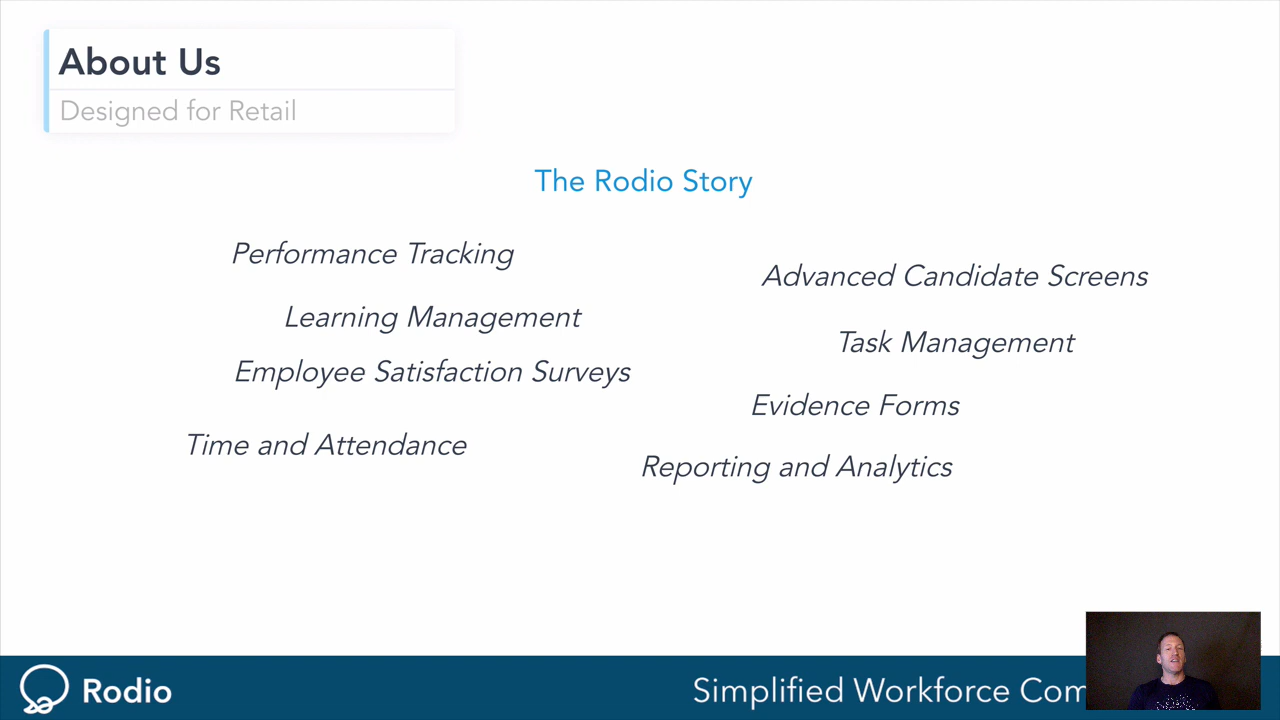 About Us
Designed for Retail
The Rodio Story
Performance Tracking
Advanced Candidate Screens
Learning Management
Task Management
Employee Satisfaction Surveys
Evidence Forms
Time and Attendance
Reporting and Analytics
Rodio
Simplified Workforce